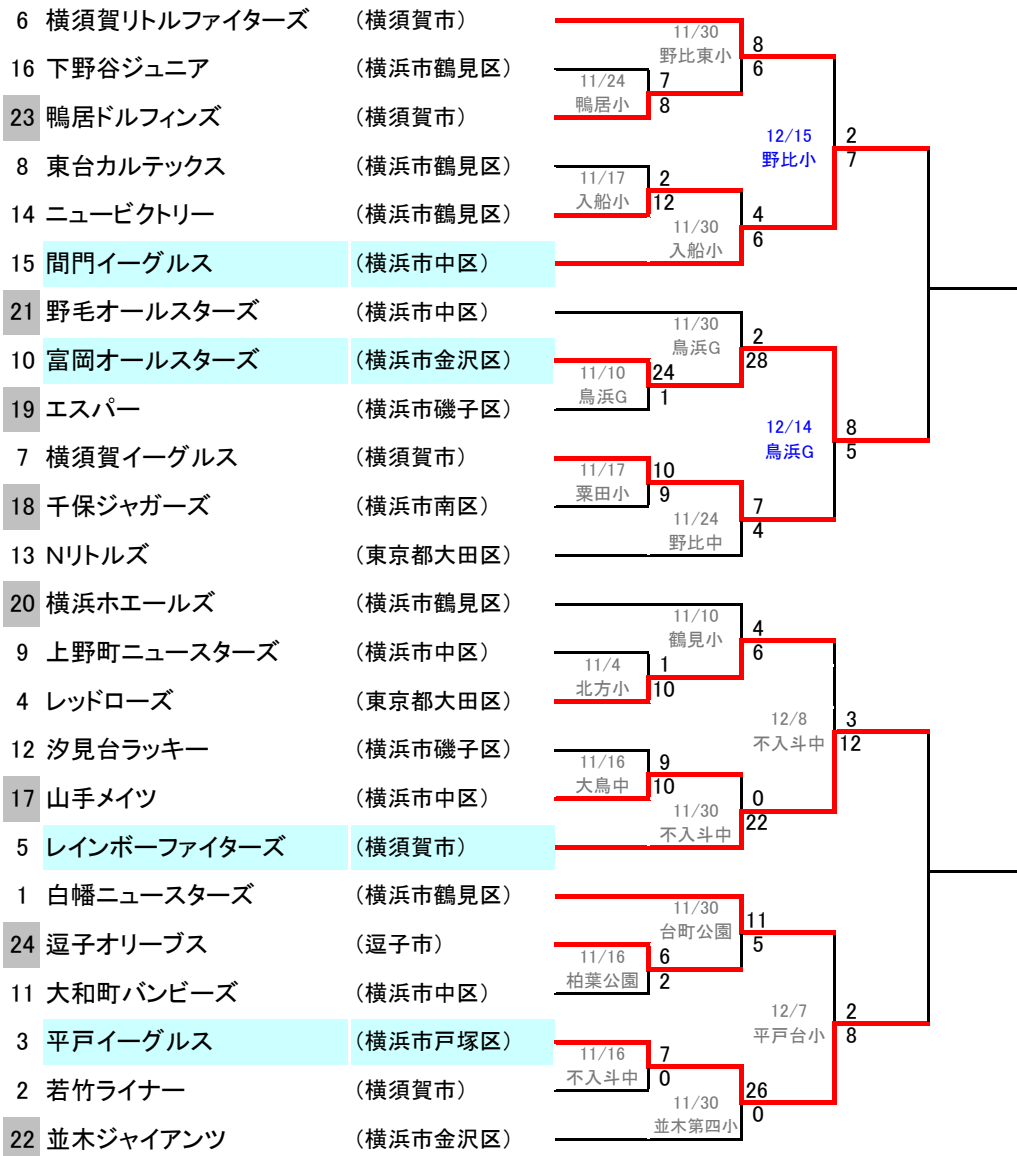 6 横須賀リトルファイターズ (横須賀市)
11/30
野比東小
8
6
16 下野谷ジュニア (横浜市鶴見区)
11/24
鴨居小
7
8
23 鴨居ドルフィンズ (横須賀市)
12/15
野比小
2
7
8 東台カルテックス (横浜市鶴見区)
11/17
入船小
2
12
14 ニュービクトリー (横浜市鶴見区)
11/30
入船小
4
6
15 間門イーグルス (横浜市中区)
21 野毛オールスターズ (横浜市中区)
11/30
鳥浜G
2
28
10 富岡オールスターズ (横浜市金沢区)
11/10
鳥浜G
24
1
19 エスパー (横浜市磯子区)
12/14
鳥浜G
8
5
7 横須賀イーグルス (横須賀市)
11/17
粟田小
10
9
18 千保ジャガーズ (横浜市南区)
11/24
野比中
7
4
13 Nリトルズ (東京都大田区)
20 横浜ホエールズ (横浜市鶴見区)
11/10
鶴見小
4
6
9 上野町ニュースターズ (横浜市中区)
11/4
北方小
1
10
4 レッドローズ (東京都大田区)
12/8
不入斗中
3
12
12 汐見台ラッキー (横浜市磯子区)
11/16
大鳥中
9
10
17 山手メイツ (横浜市中区)
11/30
不入斗中
0
22
5 レインボーファイターズ (横須賀市)
1 白幡ニュースターズ (横浜市鶴見区)
11/30
台町公園
11
5
24 逗子オリーブス (逗子市)
11/16
柏葉公園
6
2
11 大和町バンビーズ (横浜市中区)
12/7
平戸台小
2
8
3 平戸イーグルス (横浜市戸塚区)
11/16
不入斗中
7
0
2 若竹ライナー (横須賀市)
11/30
並木第四小
26
0
22 並木ジャイアンツ (横浜市金沢区)